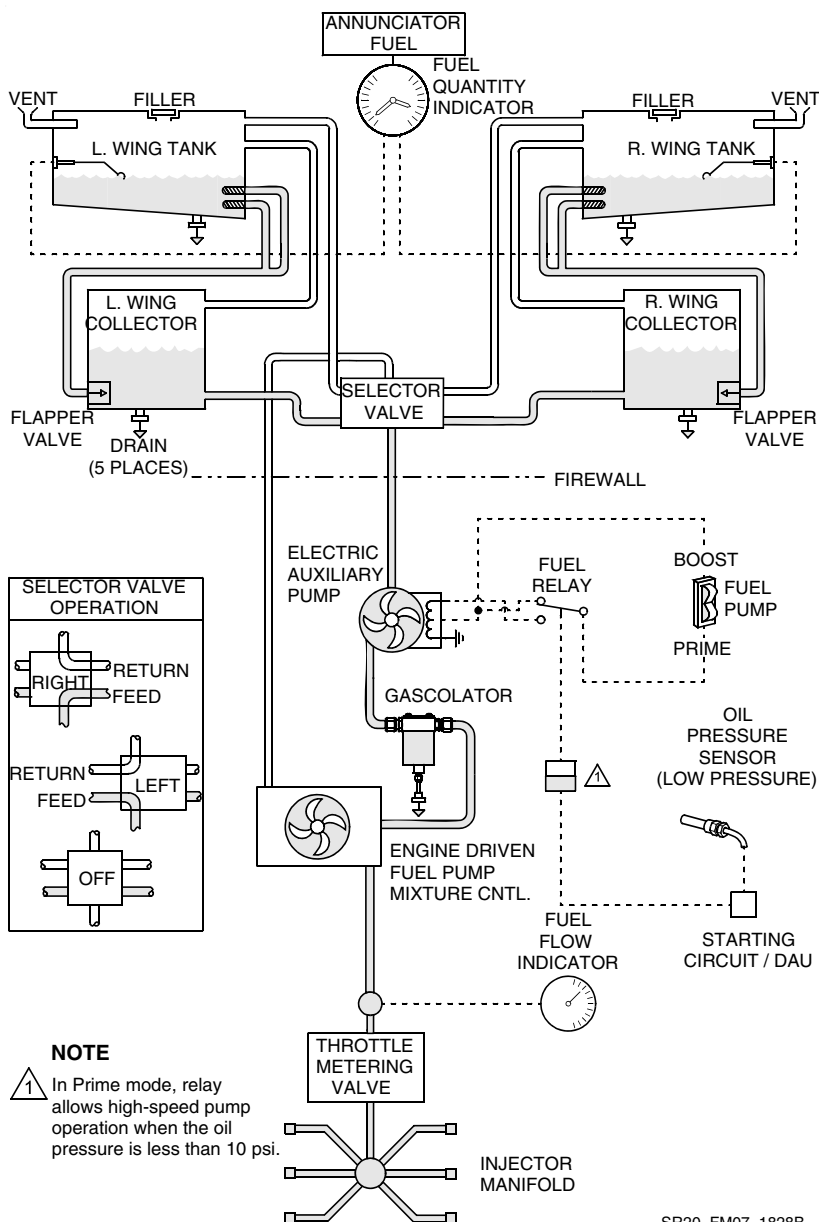 ANNUNCIATOR
FUEL
FUEL
QUANTITY
INDICATOR
VENT
FILLER
FILLER
VENT
L. WING TANK
R. WING TANK
L. WING
COLLECTOR
R. WING
COLLECTOR
SELECTOR
VALVE
FLAPPER
VALVE
FLAPPER
VALVE
DRAIN
(5 PLACES)
FIREWALL
ELECTRIC
AUXILIARY
PUMP
FUEL
RELAY
BOOST
FUEL
PUMP
PRIME
SELECTOR VALVE
OPERATION
RIGHT
RETURN
FEED
RETURN
FEED
LEFT
OFF
GASCOLATOR
OIL
PRESSURE
SENSOR
(LOW PRESSURE)
1
ENGINE DRIVEN
FUEL PUMP
MIXTURE CNTL.
STARTING
CIRCUIT / DAU
FUEL
FLOW
INDICATOR
THROTTLE
METERING
VALVE
NOTE
1
In Prime mode, relay
allows high-speed pump
operation when the oil
pressure is less than 10 psi.
INJECTOR
MANIFOLD